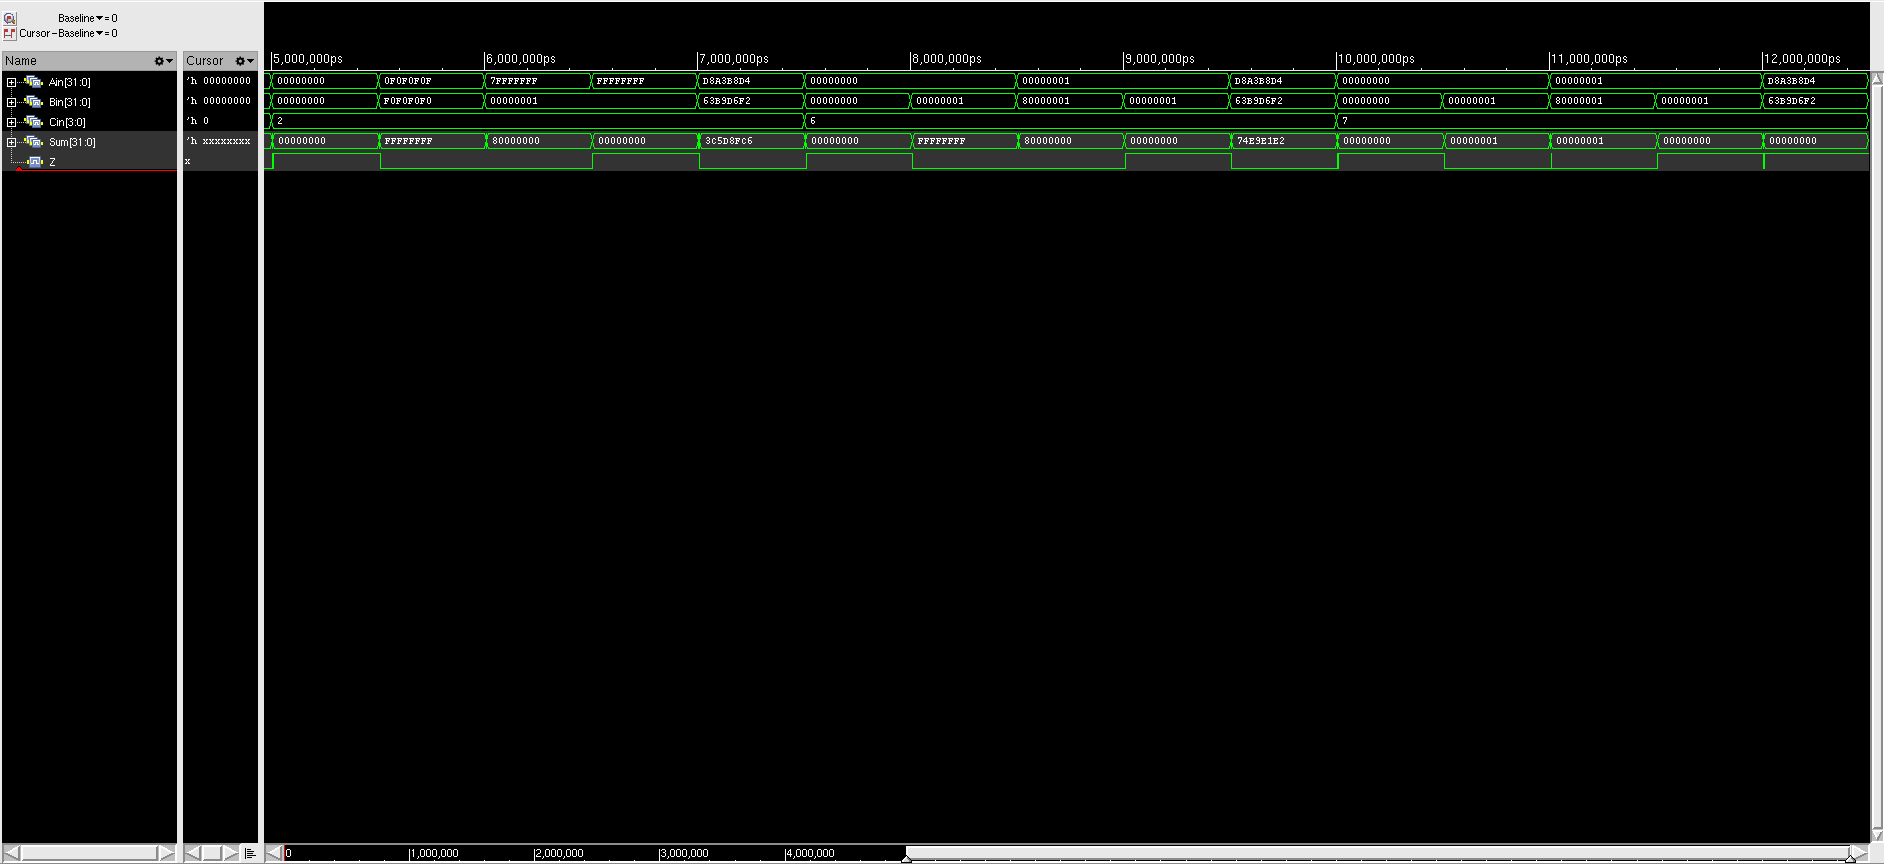 Baseline▼= 0
Cursor−Baseline▼= 0
Name Cursor 5,000,000ps 6,000,000ps 7,000,000ps 8,000,000ps 9,000,000ps 10,000,000ps 11,000,000ps 12,000,000ps
Ain[31:0] 'h 00000000 00000000 0F0F0F0F 7FFFFFFF FFFFFFFF D8A3B8D4 00000000 00000001 D8A3B8D4 00000000 00000001 D8A3B8D4
Bin[31:0] 'h 00000000 00000000 F0F0F0F0 00000001 63B9D6F2 00000000 00000001 80000001 00000001 63B9D6F2 00000000 00000001 80000001 00000001 63B9D6F2
Cin[3:0] 'h 0 2 6 7
Sum[31:0] 'h xxxxxxxx 00000000 FFFFFFFF 80000000 00000000 3C5D8FC6 00000000 FFFFFFFF 80000000 00000000 74E9E1E2 00000000 00000001 00000001 00000000 00000000
Z x
0 1,000,000 2,000,000 3,000,000 4,000,000